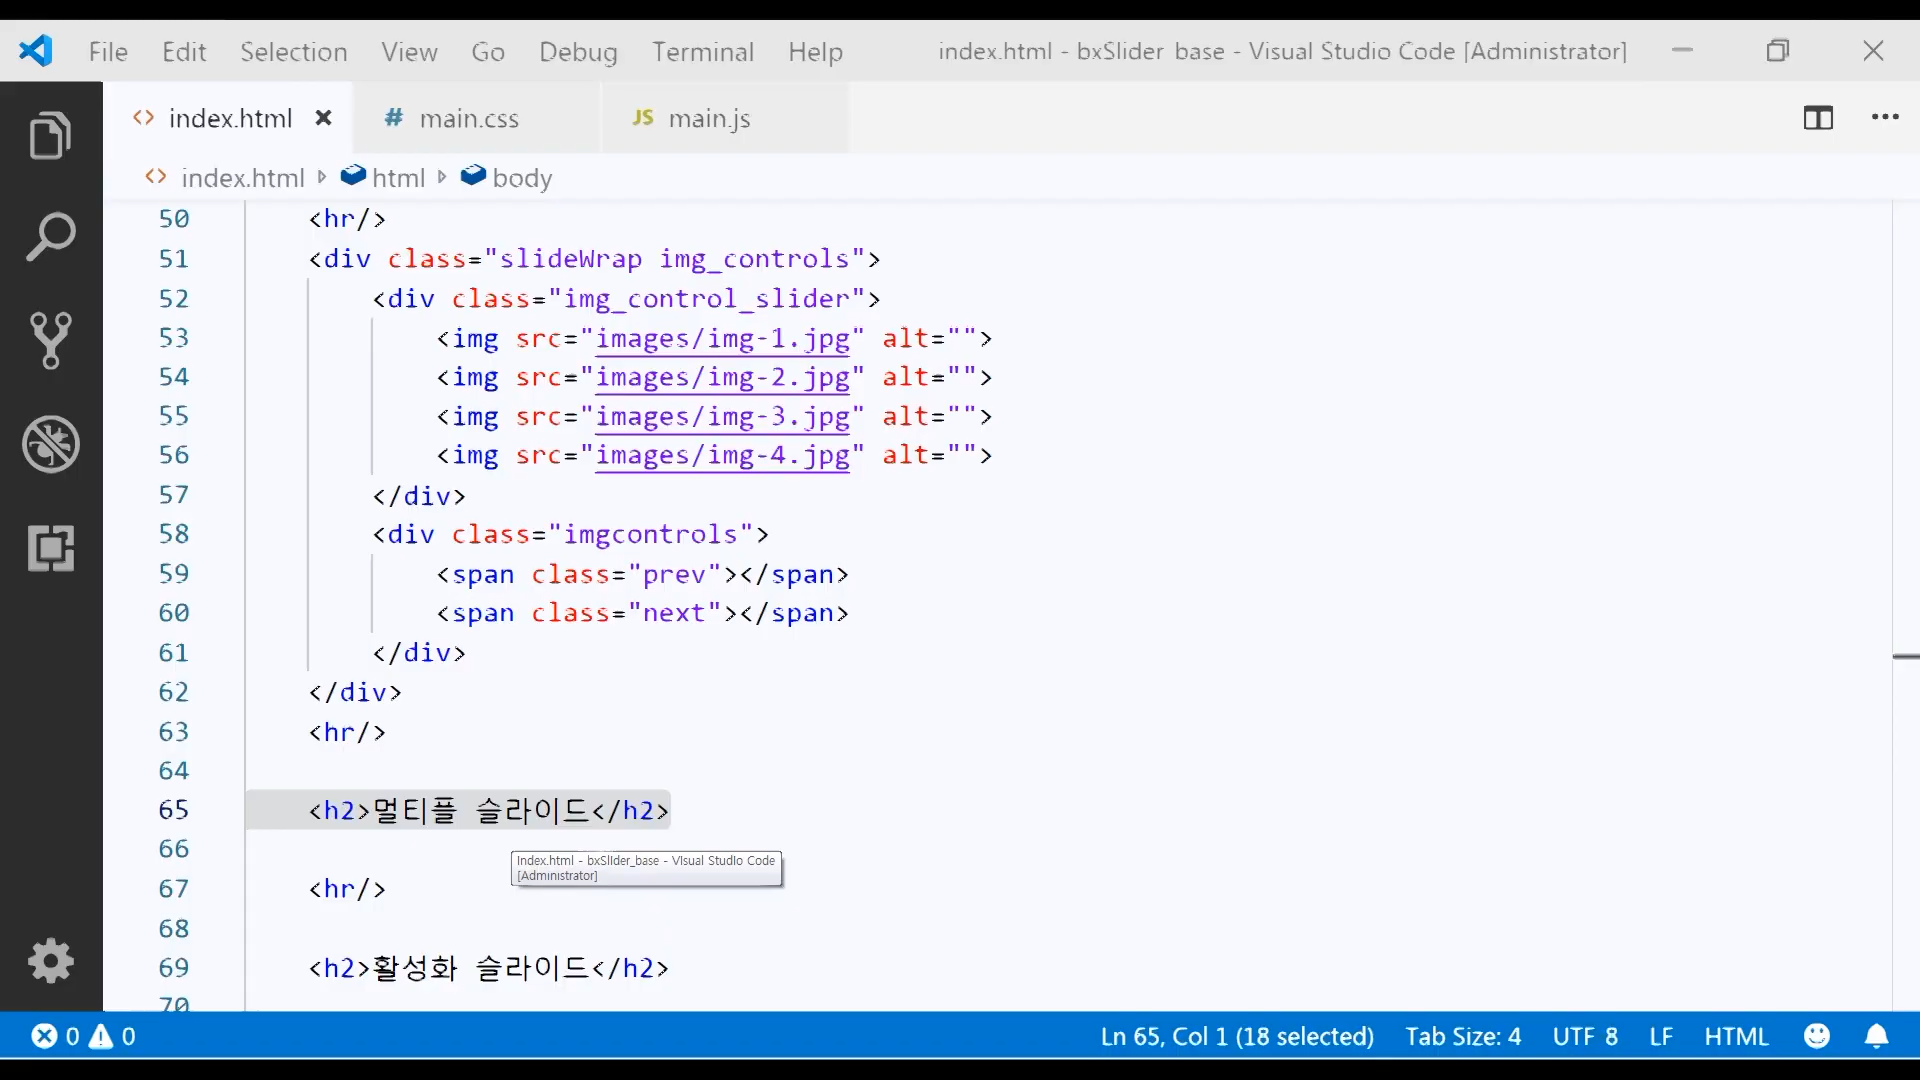 File Edit Selection View Go Debug Terminal Help index.html - bxSlider_base - Visual Studio Code [Administrator]
index.html main.css JS main.js
index.html html body
50 <hr/>
51 <div class="slideWrap img_controls">
52 <div class="img_control_slider">
53 <img src="images/img-1.jpg" alt="">
54 <img src="images/img-2.jpg" alt="">
55 <img src="images/img-3.jpg" alt="">
56 <img src="images/img-4.jpg" alt="">
57 </div>
58 <div class="imgcontrols">
59 <span class="prev"></span>
60 <span class="next"></span>
61 </div>
62 </div>
63 <hr/>
64
65 <h2>멀티플 슬라이드</h2>
66
index.html - bxSlider_base - Visual Studio Code
[Administrator]
67 <hr/>
68
69 <h2>활성화 슬라이드</h2>
70
0 0 Ln 65, Col 1 (18 selected) Tab Size: 4 UTF 8 LF HTML